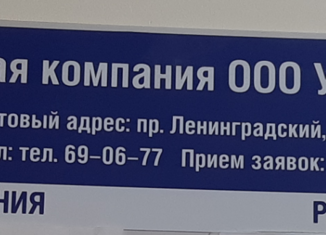 ая компания ООО У
товый адрес: пр. Ленинградский,
л: тел. 69-06-77 Прием заявок:
НИЯ Р